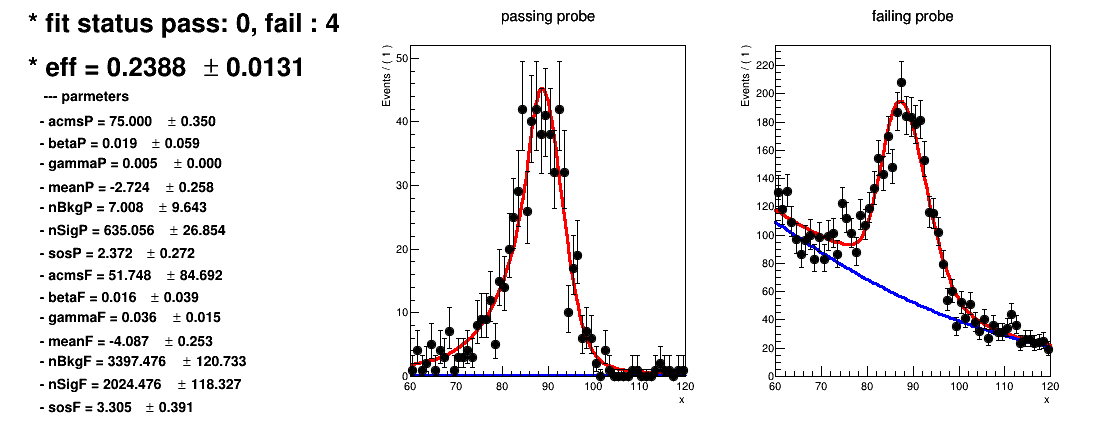 * fit status pass: 0, fail : 4
* eff = 0.2388 ± 0.0131
--- parmeters
- acmsP = 75.000 ± 0.350
- betaP = 0.019 ± 0.059
- gammaP = 0.005 ± 0.000
- meanP = -2.724 ± 0.258
- nBkgP = 7.008 ± 9.643
- nSigP = 635.056 ± 26.854
- sosP = 2.372 ± 0.272
- acmsF = 51.748 ± 84.692
- betaF = 0.016 ± 0.039
- gammaF = 0.036 ± 0.015
- meanF = -4.087 ± 0.253
- nBkgF = 3397.476 ± 120.733
- nSigF = 2024.476 ± 118.327
- sosF = 3.305 ± 0.391
passing probe
Events / ( 1 )
50
40
30
20
10
0
60 70 80 90 100 110 120
x
failing probe
Events / ( 1 )
220
200
180
160
140
120
100
80
60
40
20
0
60 70 80 90 100 110 120
x